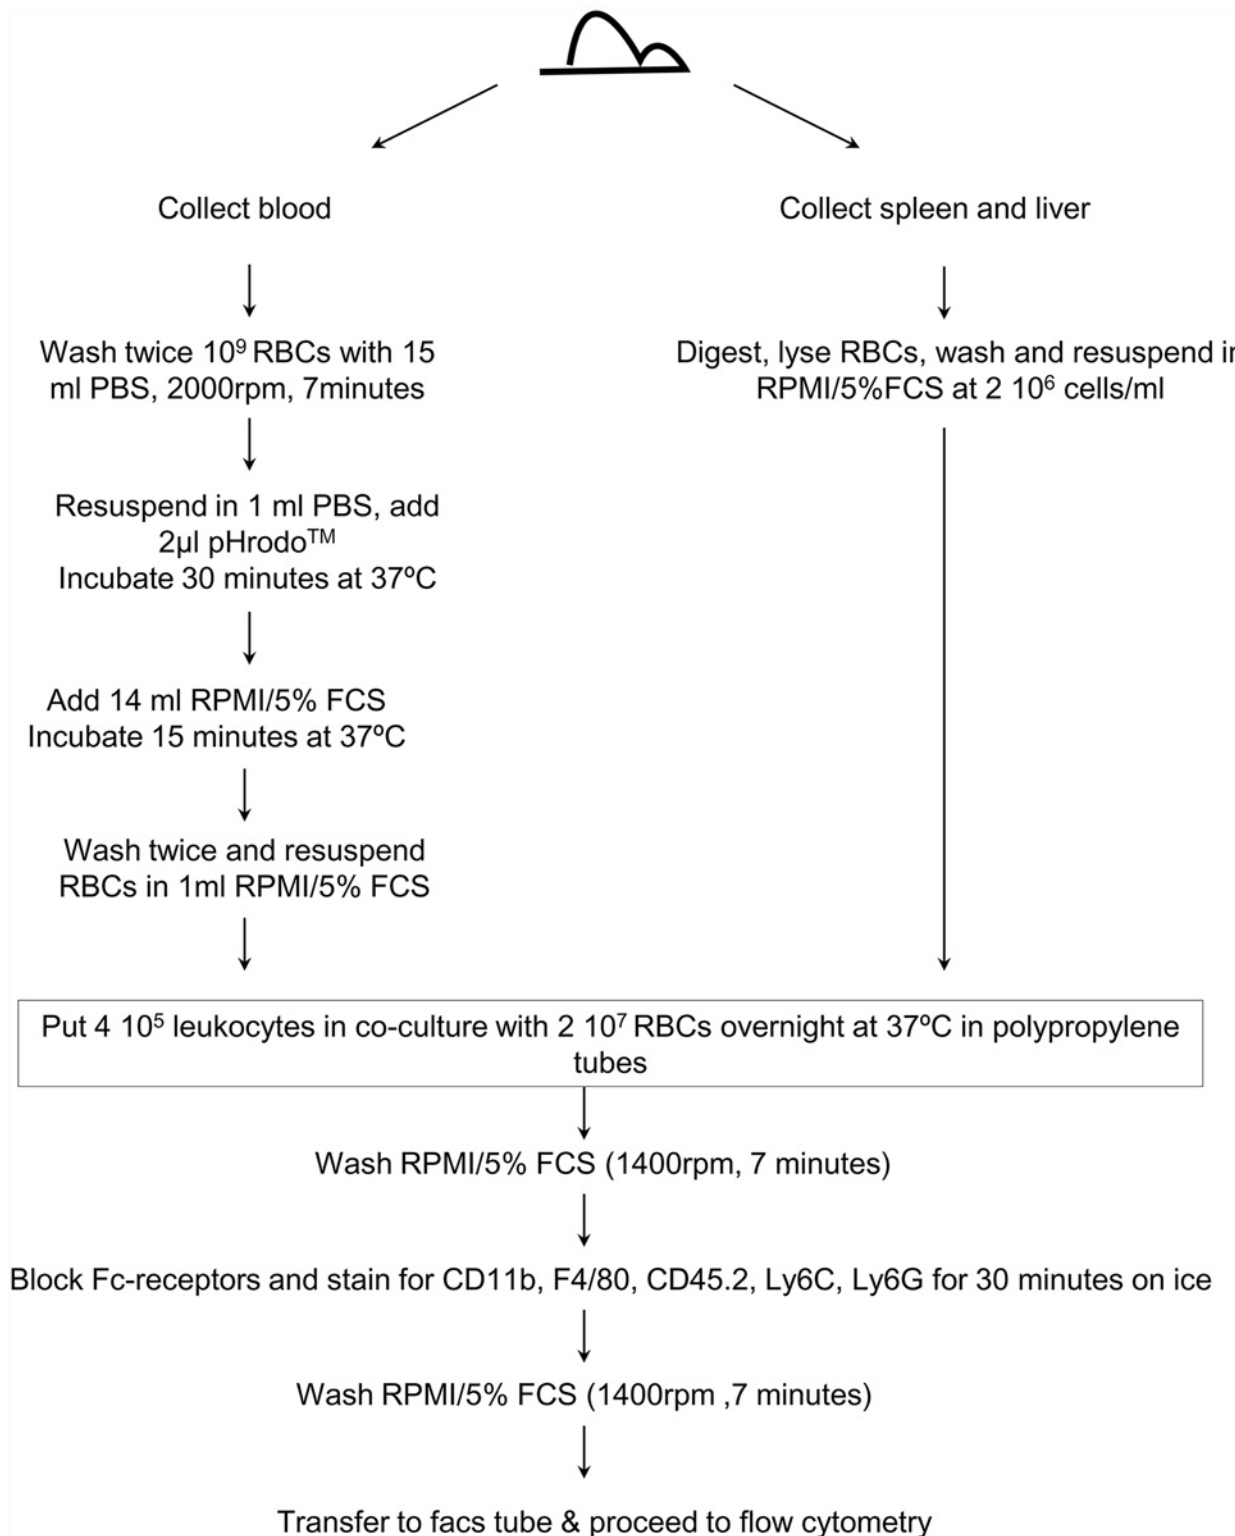 Collect blood
Collect spleen and liver
Wash twice 10⁹ RBCs with 15
ml PBS, 2000rpm, 7minutes
Digest, lyse RBCs, wash and resuspend in
RPMI/5%FCS at 2 10⁶ cells/ml
Resuspend in 1 ml PBS, add
2µl pHrodo™
Incubate 30 minutes at 37ºC
Add 14 ml RPMI/5% FCS
Incubate 15 minutes at 37ºC
Wash twice and resuspend
RBCs in 1ml RPMI/5% FCS
Put 4 10⁵ leukocytes in co-culture with 2 10⁷ RBCs overnight at 37ºC in polypropylene
tubes
Wash RPMI/5% FCS (1400rpm, 7 minutes)
Block Fc-receptors and stain for CD11b, F4/80, CD45.2, Ly6C, Ly6G for 30 minutes on ice
Wash RPMI/5% FCS (1400rpm ,7 minutes)
Transfer to facs tube & proceed to flow cytometry